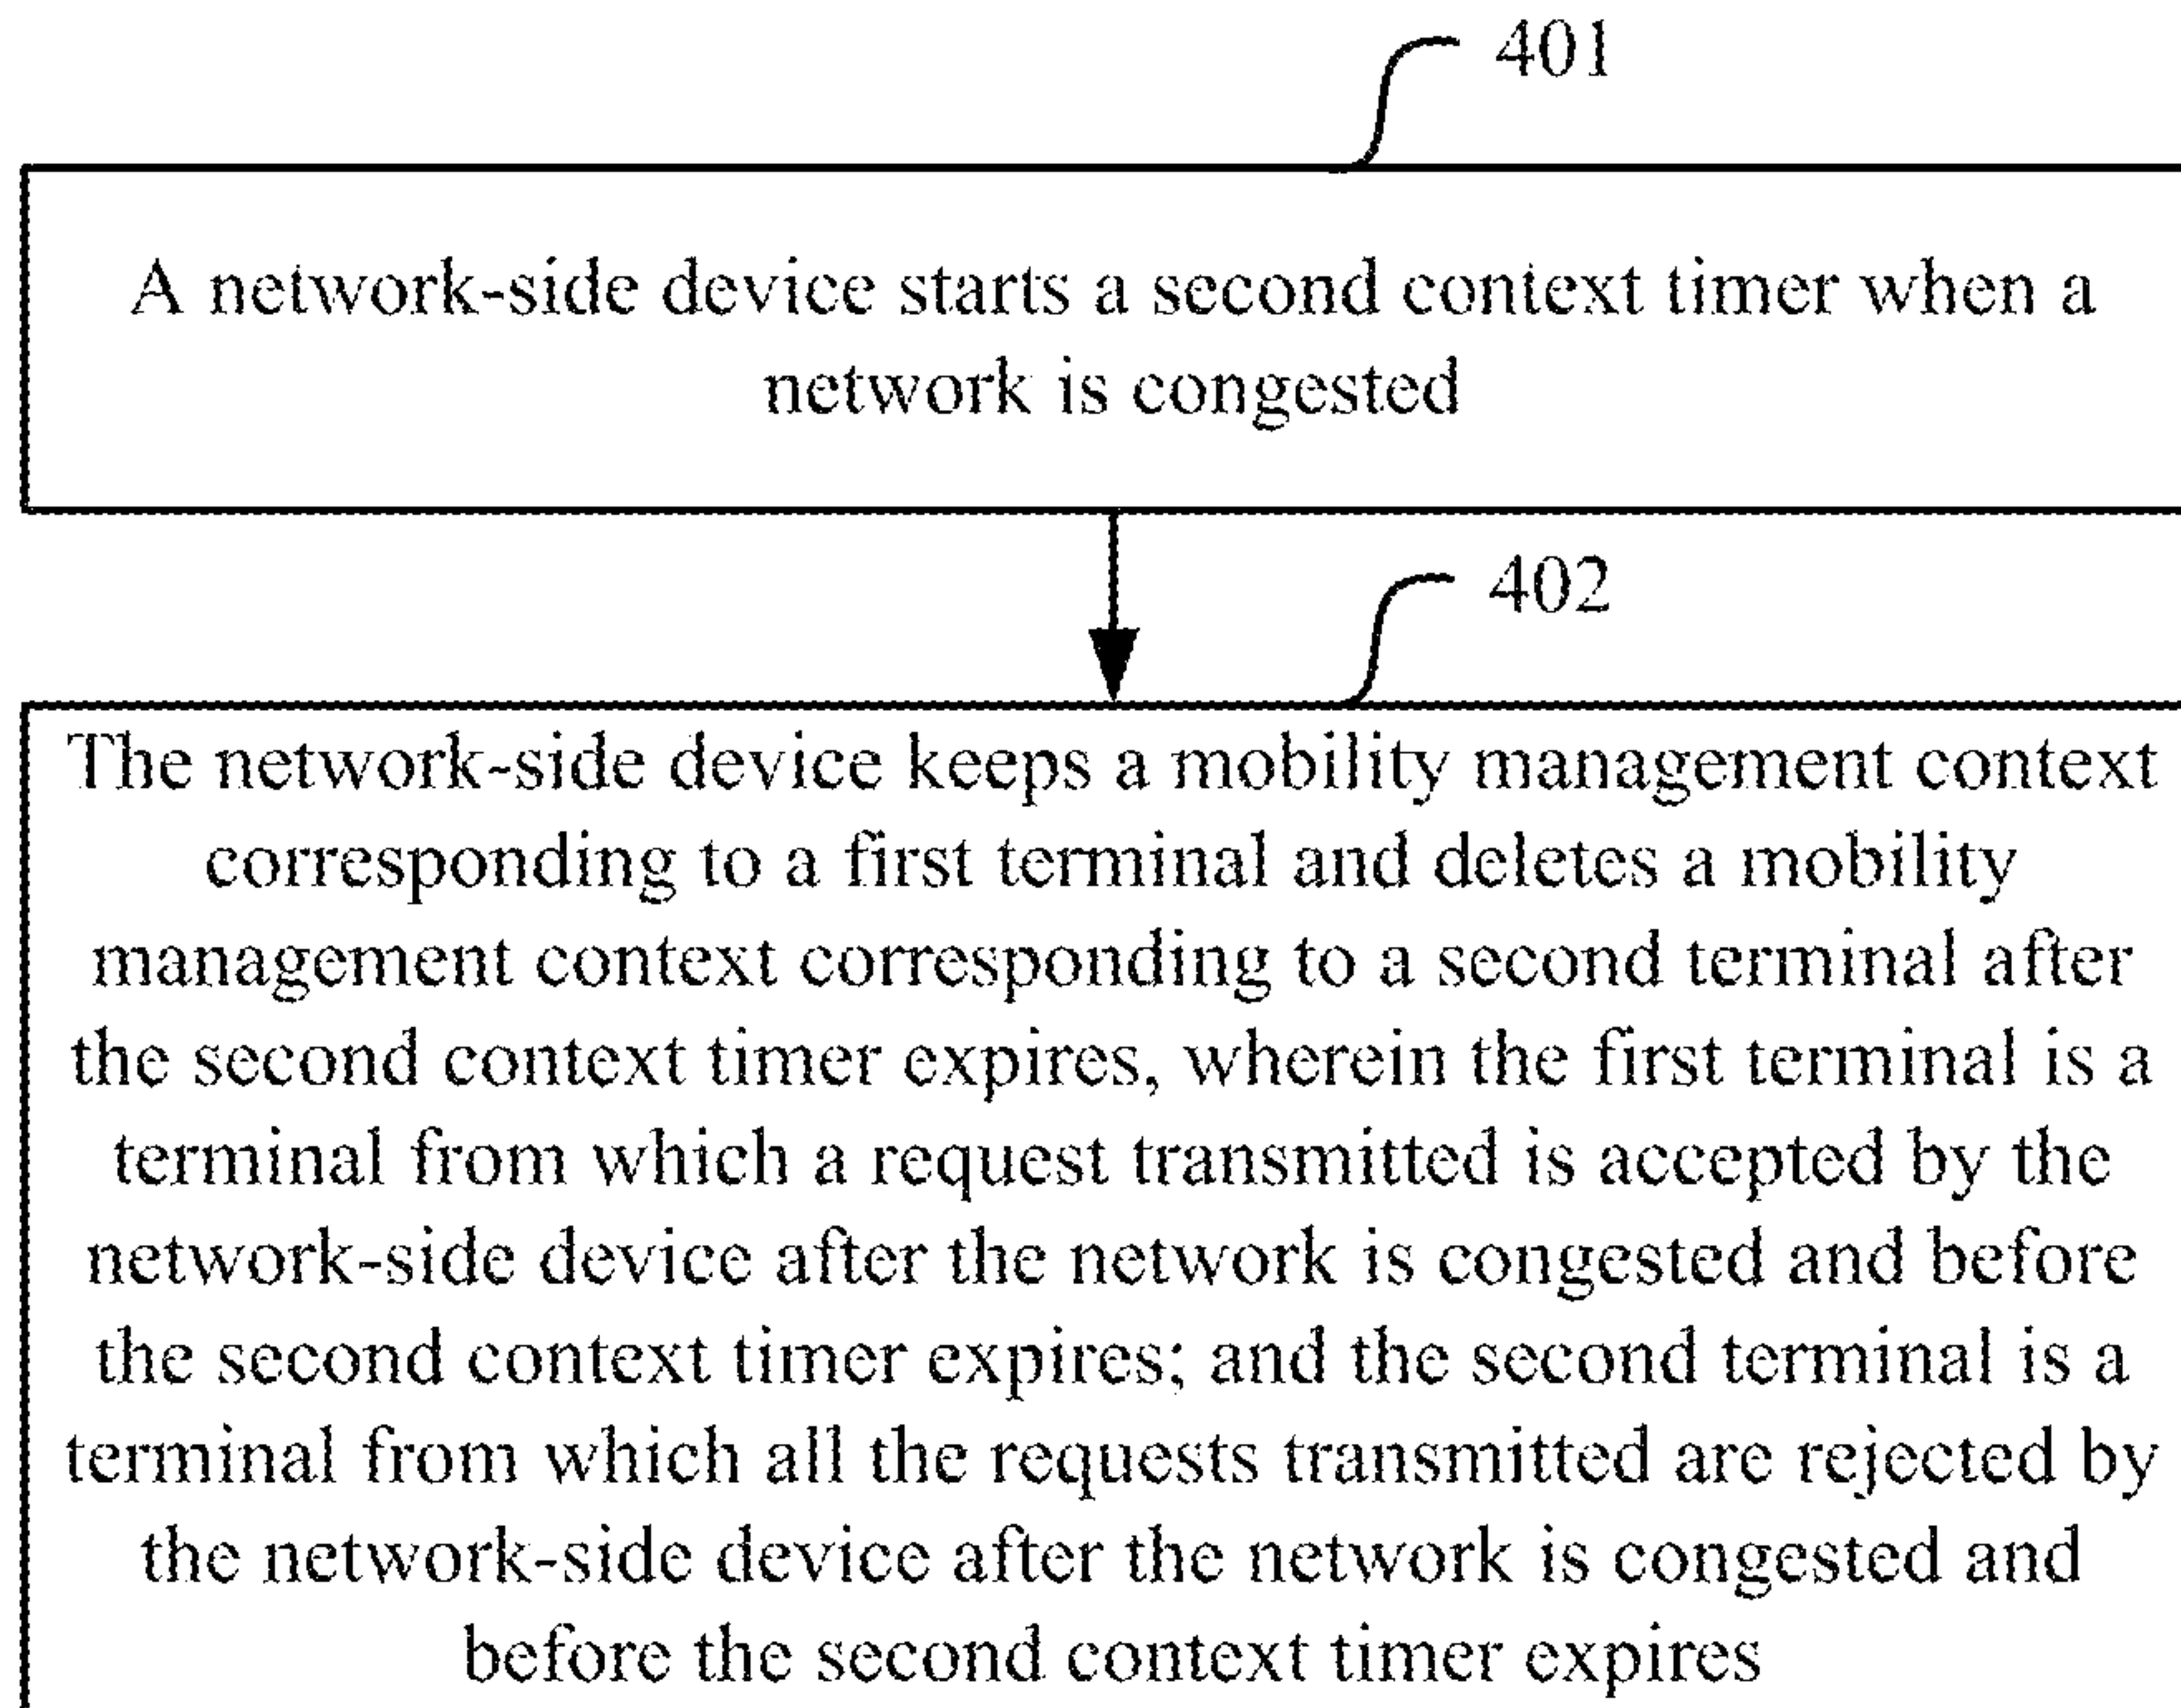 401
A network-side device starts a second context timer when a
network is congested
402
The network-side device keeps a mobility management context
corresponding to a first terminal and deletes a mobility
management context corresponding to a second terminal after
the second context timer expires, wherein the first terminal is a
terminal from which a request transmitted is accepted by the
network-side device after the network is congested and before
the second context timer expires; and the second terminal is a
terminal from which all the requests transmitted are rejected by
the network-side device after the network is congested and
before the second context timer expires